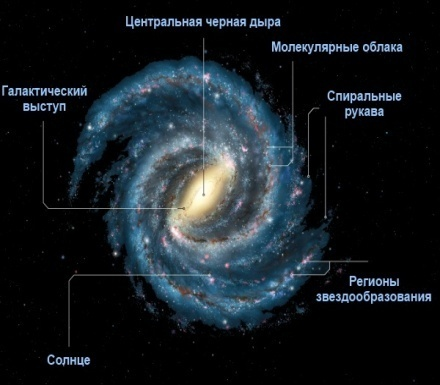 Центральная черная дыра
Молекулярные облака
Галактический
выступ
Спиральные
рукава
Регионы
звездообразования
Солнце